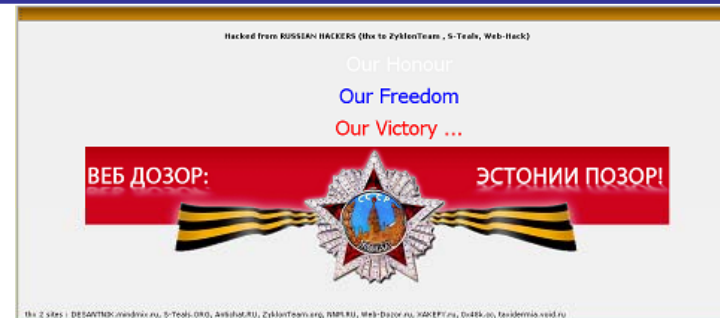 Hacked from RUSSIAN HACKERS (thx to ZyklonTeam , S-Teals, Web-Hack)
Our Honour
Our Freedom
Our Victory ...
ВЕБ ДОЗОР: ЭСТОНИИ ПОЗОР!
СССР
thx 2 sites : DESANTNIK.mindmix.ru, S-Teals.ORG, Antichat.RU, ZyklonTeam.org, NNM.RU, Web-Dozor.ru, XAKEPY.ru, 0x48k.cc, taxidermia.void.ru